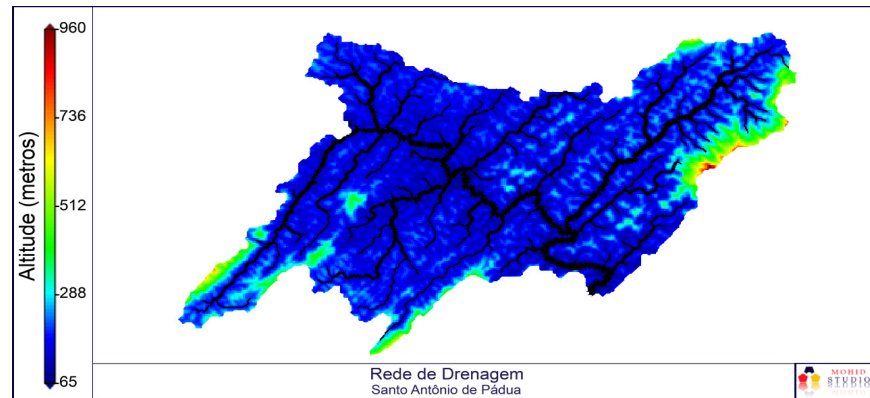 Altitude (metros)
960
736
512
288
65
Rede de Drenagem
Santo Antônio de Pádua
MOHID
STUDIO